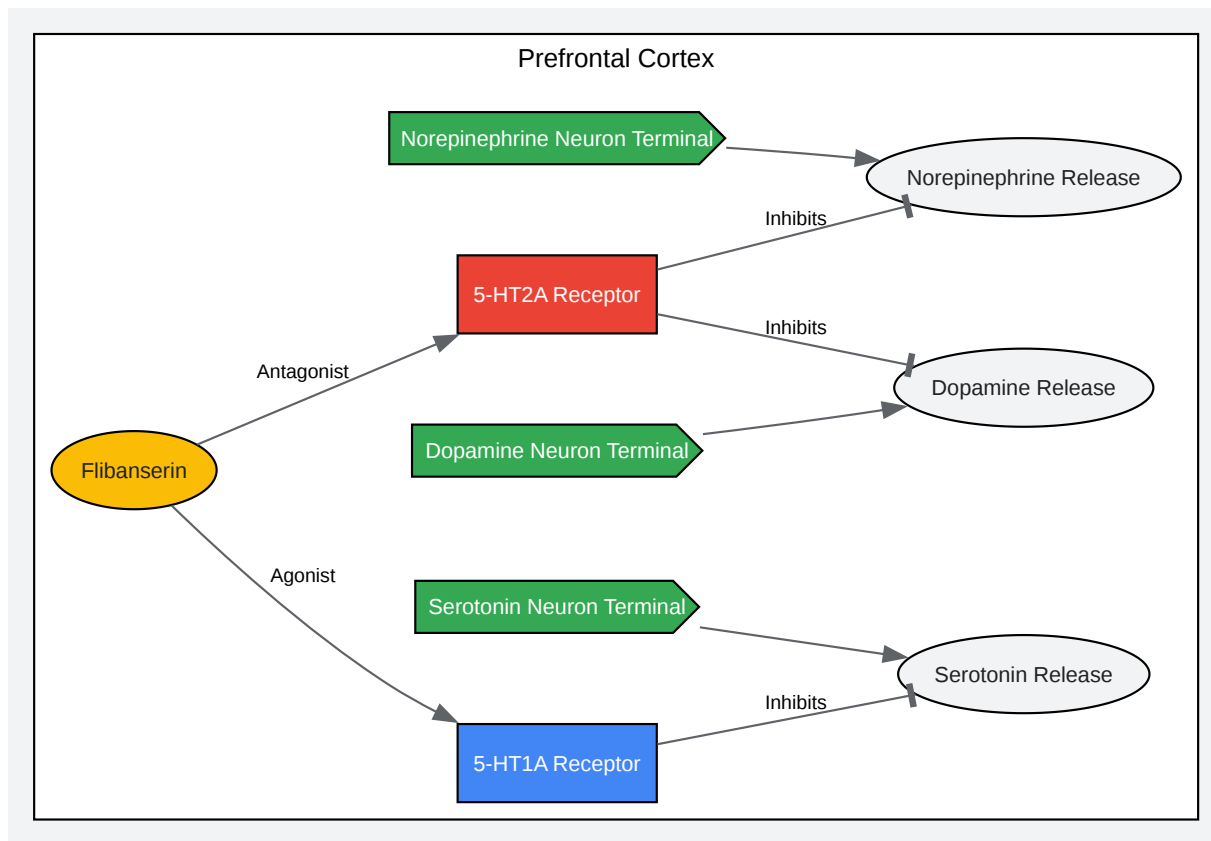 Prefrontal Cortex
Norepinephrine Neuron Terminal
Norepinephrine Release
Inhibits
5-HT2A Receptor
Inhibits
Antagonist
Dopamine Release
Dopamine Neuron Terminal
Flibanserin
Agonist
Serotonin Neuron Terminal
Serotonin Release
Inhibits
5-HT1A Receptor